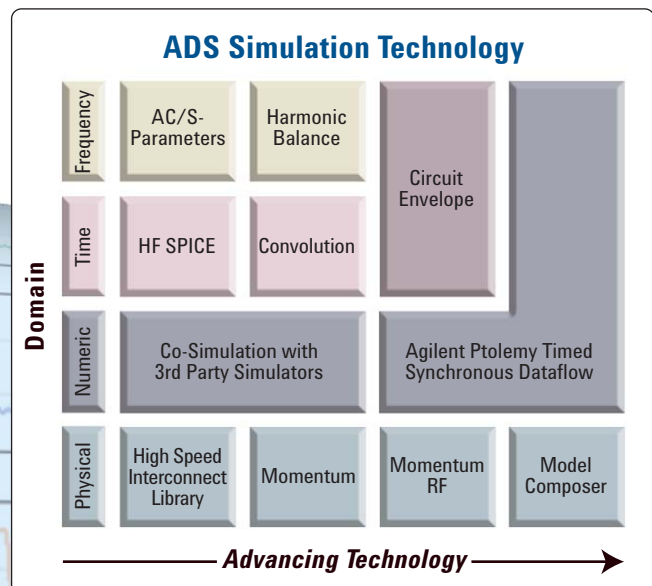 ADS Simulation Technology
Domain
Frequency
AC/S-
Parameters
Harmonic
Balance
Circuit
Envelope
Time
HF SPICE
Convolution
Numeric
Co-Simulation with
3rd Party Simulators
Agilent Ptolemy Timed
Synchronous Dataflow
Physical
High Speed
Interconnect
Library
Momentum
Momentum
RF
Model
Composer
Advancing Technology